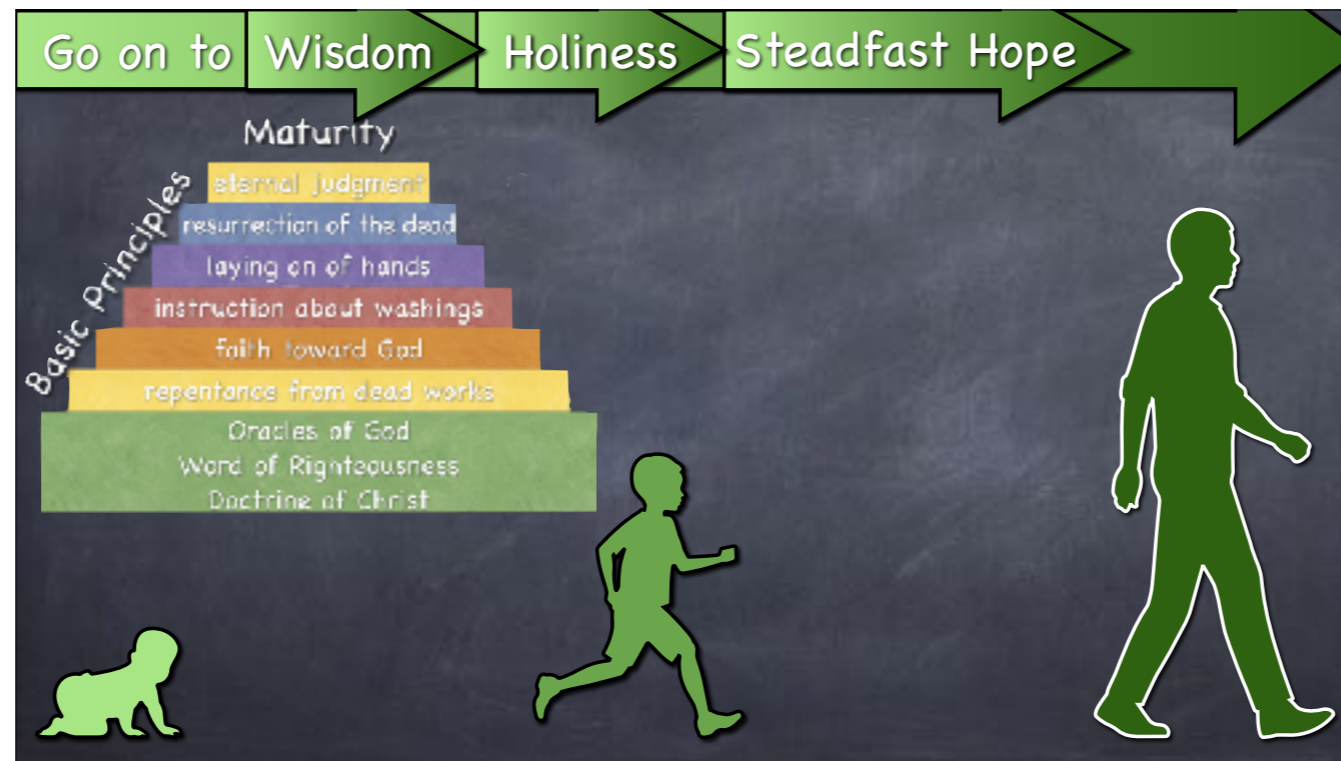 Go on to Wisdom Holiness Steadfast Hope
Maturity
Basic Principles
eternal judgment
resurrection of the dead
laying on of hands
instruction about washings
faith toward God
repentance from dead works
Oracles of God
Word of Righteousness
Doctrine of Christ